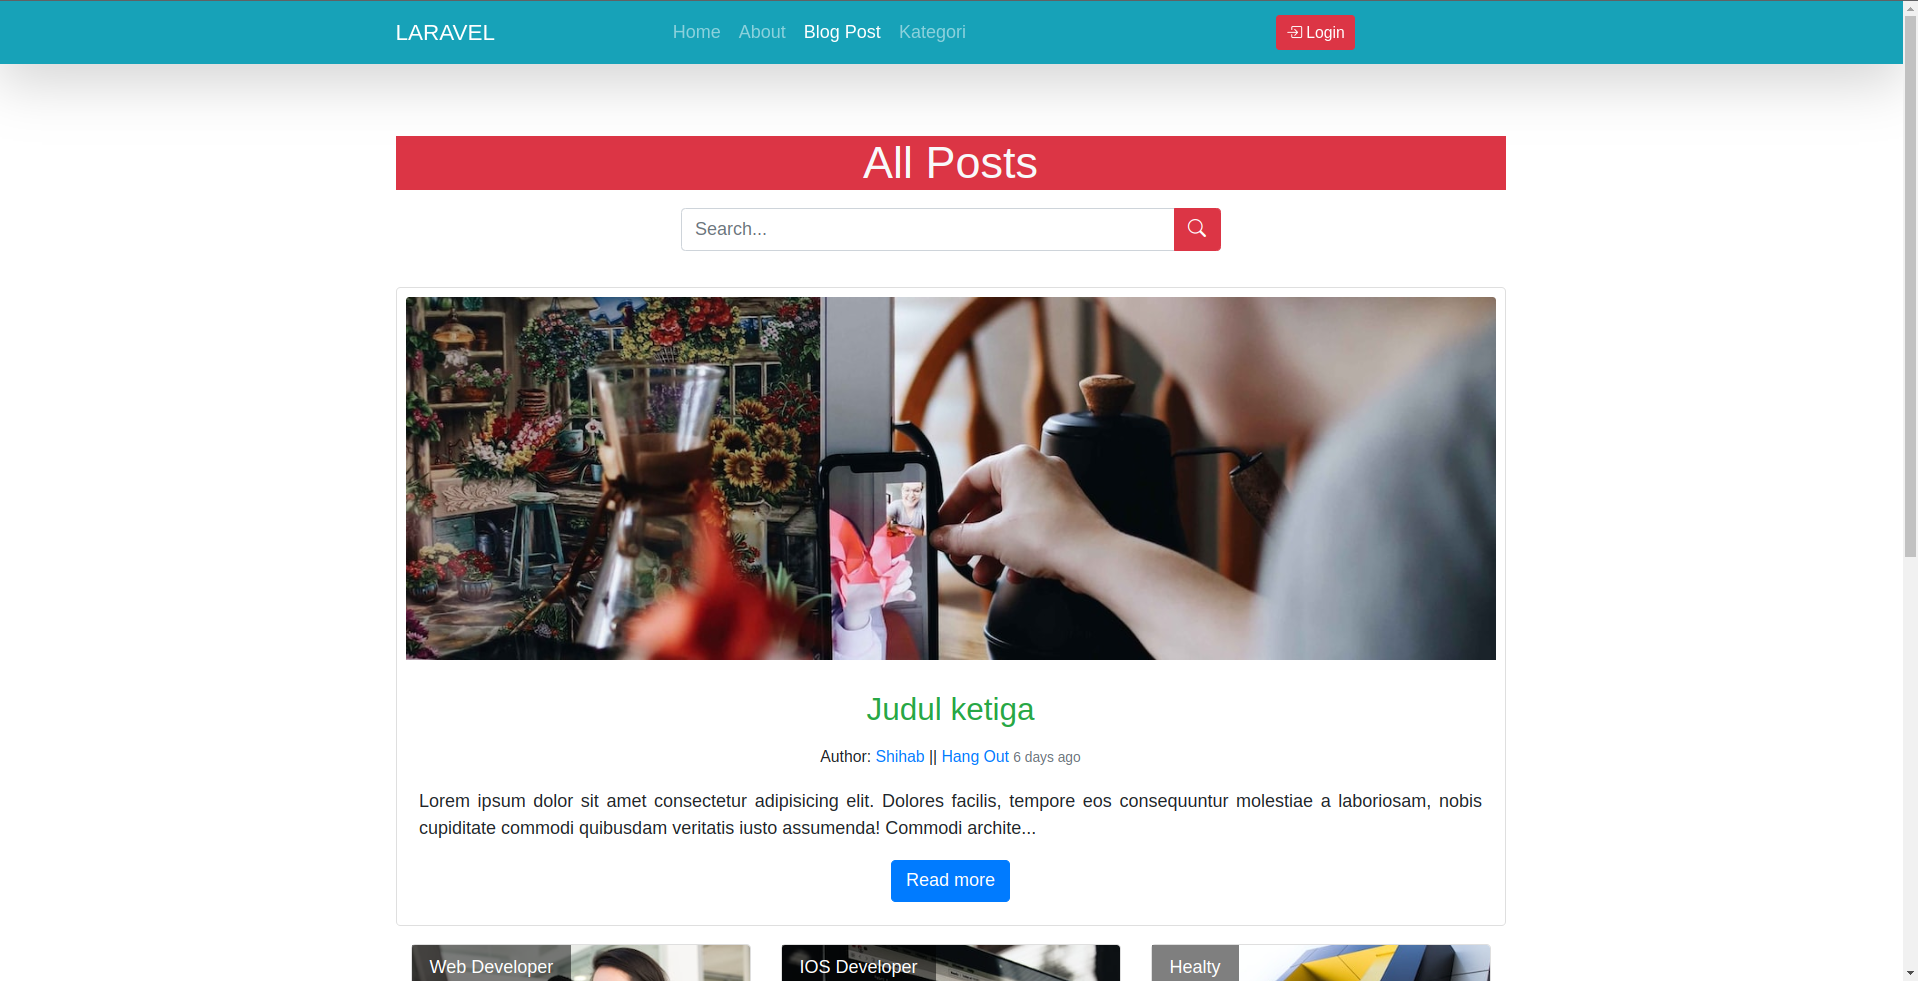 LARAVEL
Home About Blog Post Kategori
Login
All Posts
Search...
Judul ketiga
Author: Shihab || Hang Out 6 days ago
Lorem ipsum dolor sit amet consectetur adipisicing elit. Dolores facilis, tempore eos consequuntur molestiae a laboriosam, nobis
cupiditate commodi quibusdam veritatis iusto assumenda! Commodi archite...
Read more
Web Developer
IOS Developer
Healty